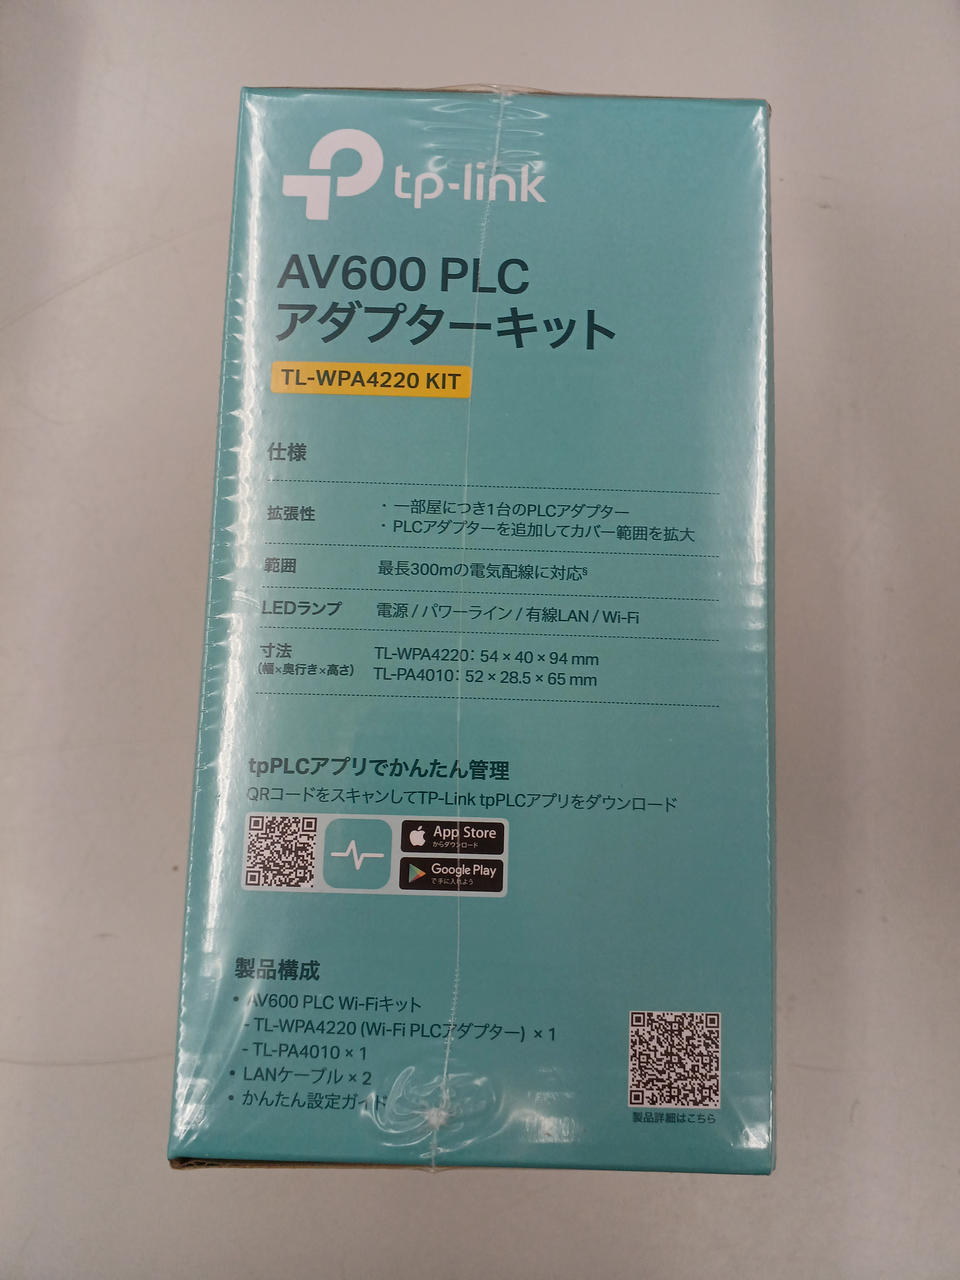 tp-link
AV600 PLC
アダプターキット
TL-WPA4220 KIT
仕様
拡張性
・一部屋につき1台のPLCアダプター
・PLCアダプターを追加してカバー範囲を拡大
範囲
最長300mの電気配線に対応§
LEDランプ
電源 / パワーライン / 有線LAN / Wi-Fi
寸法
(幅×奥行き×高さ)
TL-WPA4220: 54 × 40 × 94 mm
TL-PA4010: 52 × 28.5 × 65 mm
tpPLCアプリでかんたん管理
QRコードをスキャンしてTP-Link tpPLCアプリをダウンロード
App Store
からダウンロード
Google Play
で手に入れよう
製品構成
• AV600 PLC Wi-Fiキット
- TL-WPA4220 (Wi-Fi PLCアダプター) × 1
- TL-PA4010 × 1
• LANケーブル × 2
• かんたん設定ガイド
製品詳細はこちら